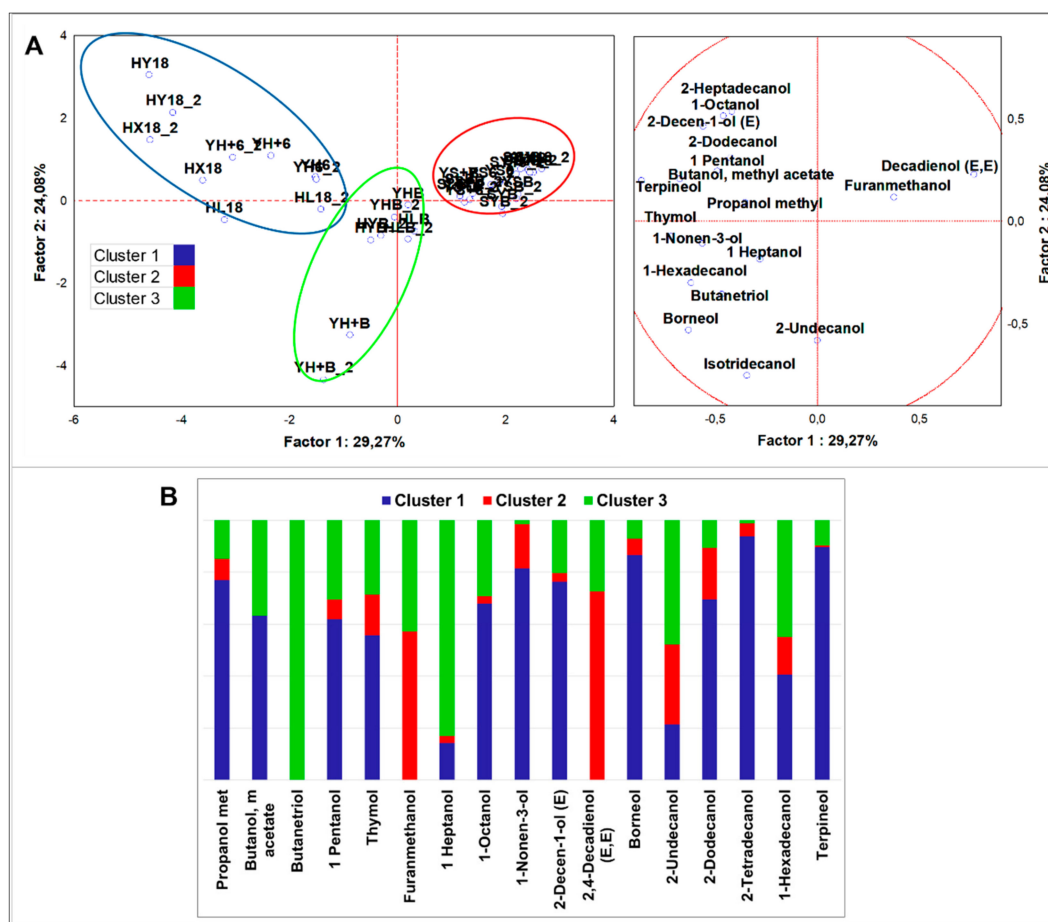 A
4
2
0
-2
-4
-6
-4
-2
0
2
4
Factor 2: 24,08%
Factor 1: 29,27%
HY18
HY18_2
HX18_2
YH+6_2
YH+6
HX18
HL18_2
HL18
YHB_2
HLB
YH+B
YH+B_2
SYB_2
Cluster 1
Cluster 2
Cluster 3
2-Heptadecanol
1-Octanol
2-Decen-1-ol (E)
2-Dodecanol
1 Pentanol
Butanol, methyl acetate
Decadienol (E,E)
Terpineol
Furanmethanol
Propanol methyl
Thymol
1-Nonen-3-ol
1 Heptanol
1-Hexadecanol
Butanetriol
Borneol
2-Undecanol
Isotridecanol
0,5
0,0
-0,5
-0,5
0,0
0,5
Factor 1 : 29,27%
Factor 2 : 24,08%
B
Cluster 1 Cluster 2 Cluster 3
Propanol met
Butanol, m
acetate
Butanetriol
1 Pentanol
Thymol
Furanmethanol
1 Heptanol
1-Octanol
1-Nonen-3-ol
2-Decen-1-ol (E)
2,4-Decadienol
(E,E)
Borneol
2-Undecanol
2-Dodecanol
2-Tetradecanol
1-Hexadecanol
Terpineol